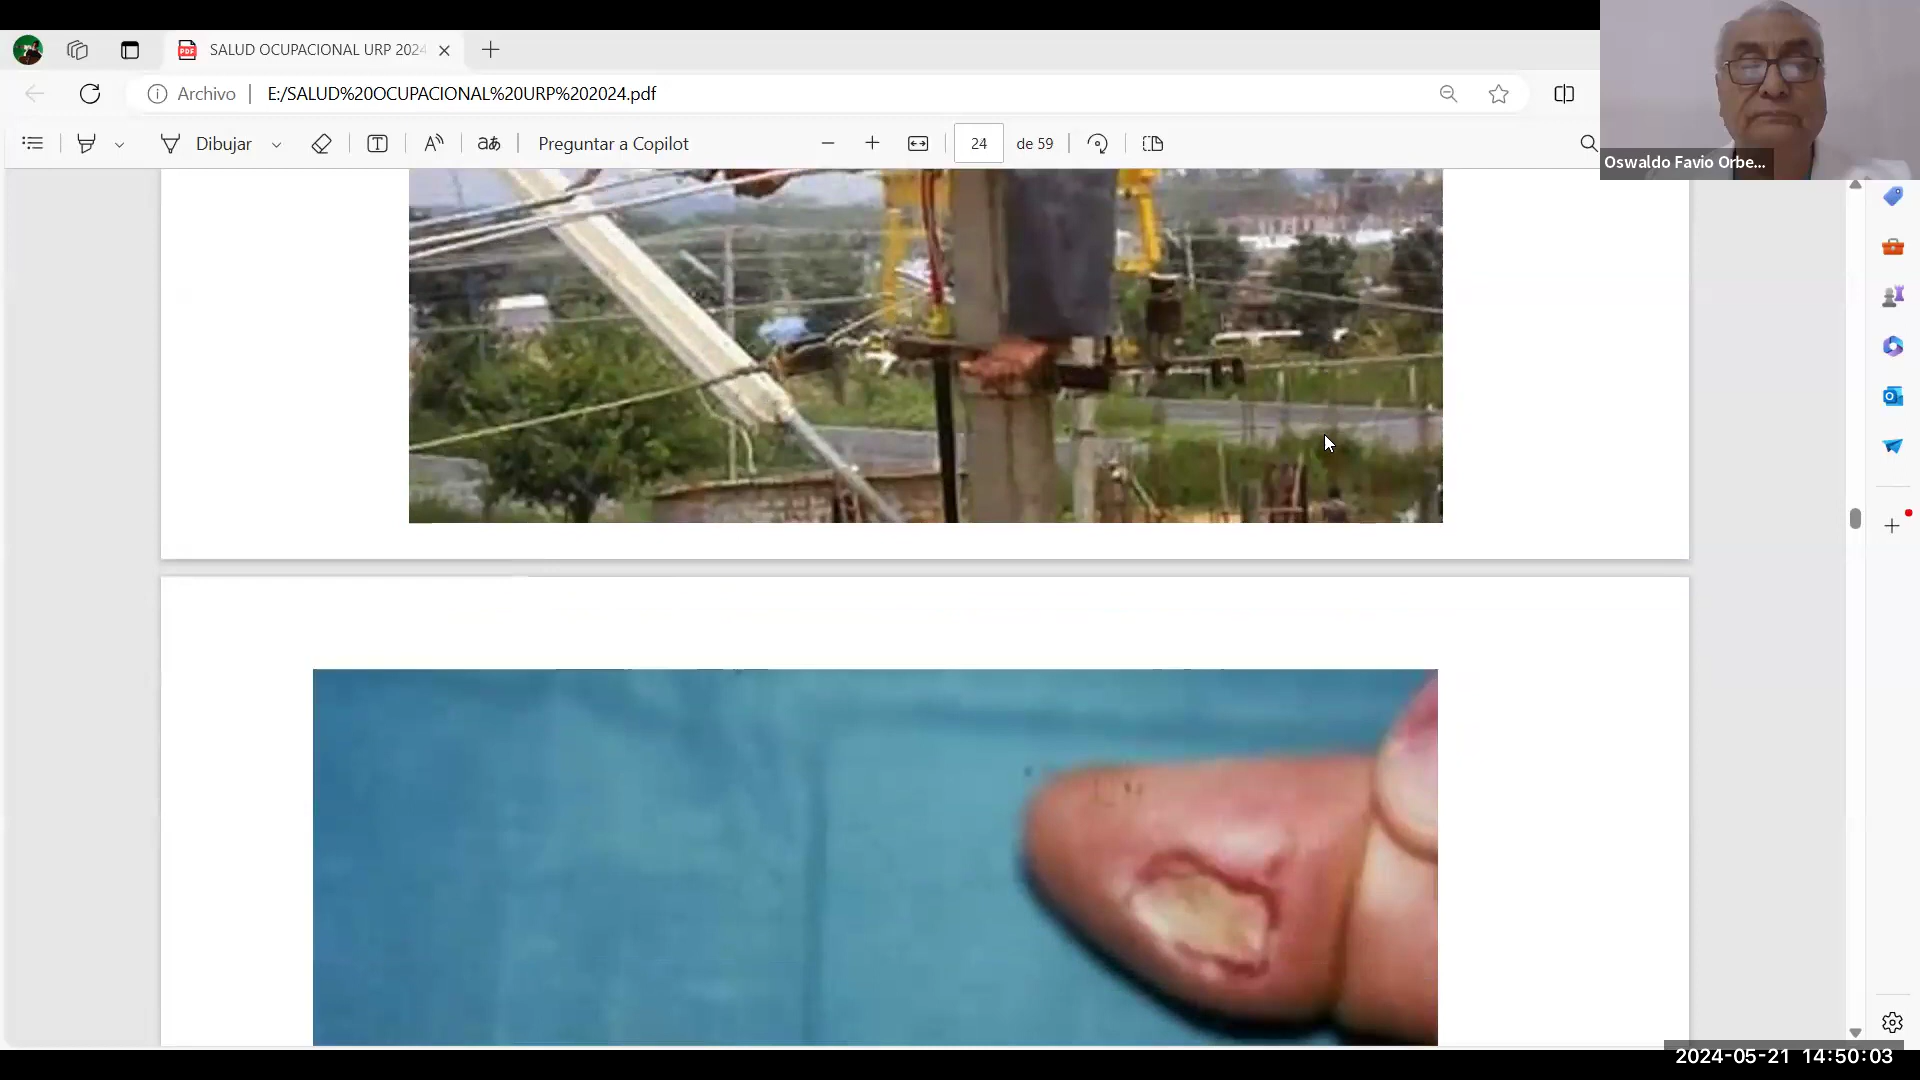 SALUD OCUPACIONAL URP 2024
Archivo
E:/SALUD%20OCUPACIONAL%20URP%202024.pdf
Dibujar
Preguntar a Copilot
24
de 59
Oswaldo Favio Orbe...
2024-05-21 14:50:03